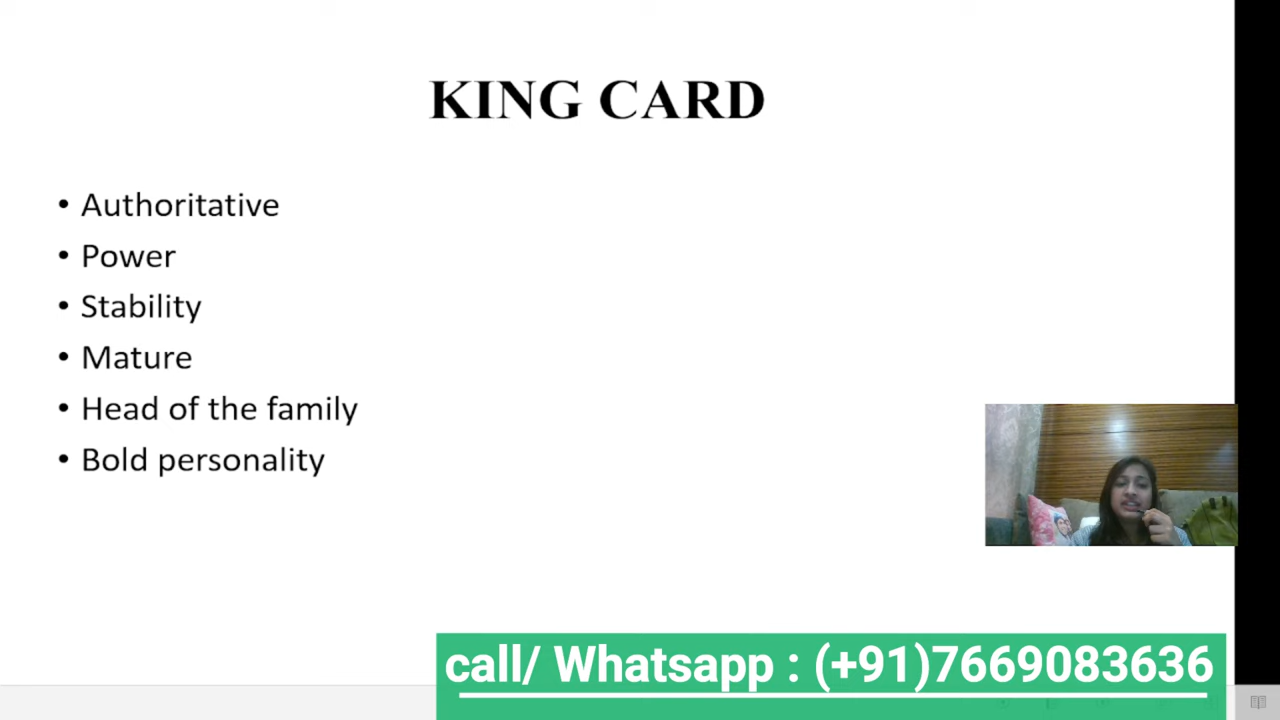 KING CARD
• Authoritative
• Power
• Stability
• Mature
• Head of the family
• Bold personality
call/ Whatsapp : (+91)7669083636